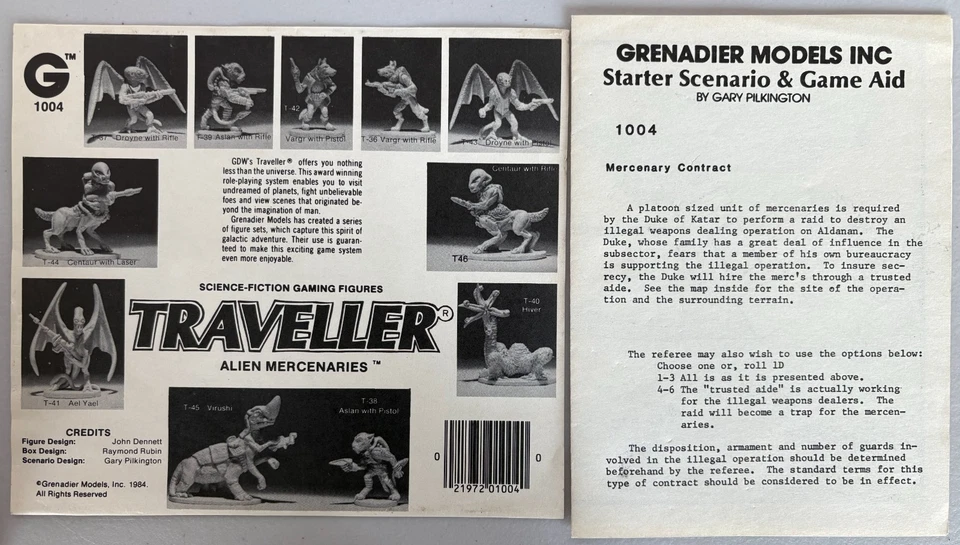 G™
1004
T-37 Droyne with Rifle
T-39 Aslan with Rifle
T-42
Vargr with Pistol
T-36 Vargr with Rifle
T-43 Droyne with Pistol
GDW's Traveller® offers you nothing
less than the universe. This award winning
role-playing system enables you to visit
undreamed of planets, fight unbelievable
foes and view scenes that originated be-
yond the imagination of man.
Grenadier Models has created a series
of figure sets, which capture this spirit of
galactic adventure. Their use is guaran-
teed to make this exciting game system
even more enjoyable.
T-44 Centaur with Laser
Centaur with Rifle
T46
SCIENCE-FICTION GAMING FIGURES
TRAVELLER®
ALIEN MERCENARIES™
T-41 Ael Yael
T-40
Hiver
T-45 Virushi
T-38
Aslan with Pistol
CREDITS
Figure Design: John Dennett
Box Design: Raymond Rubin
Scenario Design: Gary Pilkington
©Grenadier Models, Inc. 1984.
All Rights Reserved
0 21972 01004 0
GRENADIER MODELS INC
Starter Scenario & Game Aid
BY GARY PILKINGTON
1004
Mercenary Contract
A platoon sized unit of mercenaries is required
by the Duke of Katar to perform a raid to destroy an
illegal weapons dealing operation on Aldanan. The
Duke, whose family has a great deal of influence in the
subsector, fears that a member of his own bureaucracy
is supporting the illegal operation. To insure sec-
recy, the Duke will hire the merc's through a trusted
aide. See the map inside for the site of the opera-
tion and the surrounding terrain.
The referee may also wish to use the options below:
Choose one or, roll 1D
1-3 All is as it is presented above.
4-6 The "trusted aide" is actually working
for the illegal weapons dealers. The
raid will become a trap for the mercen-
aries.
The disposition, armament and number of guards in-
volved in the illegal operation should be determined
beforehand by the referee. The standard terms for this
type of contract should be considered to be in effect.